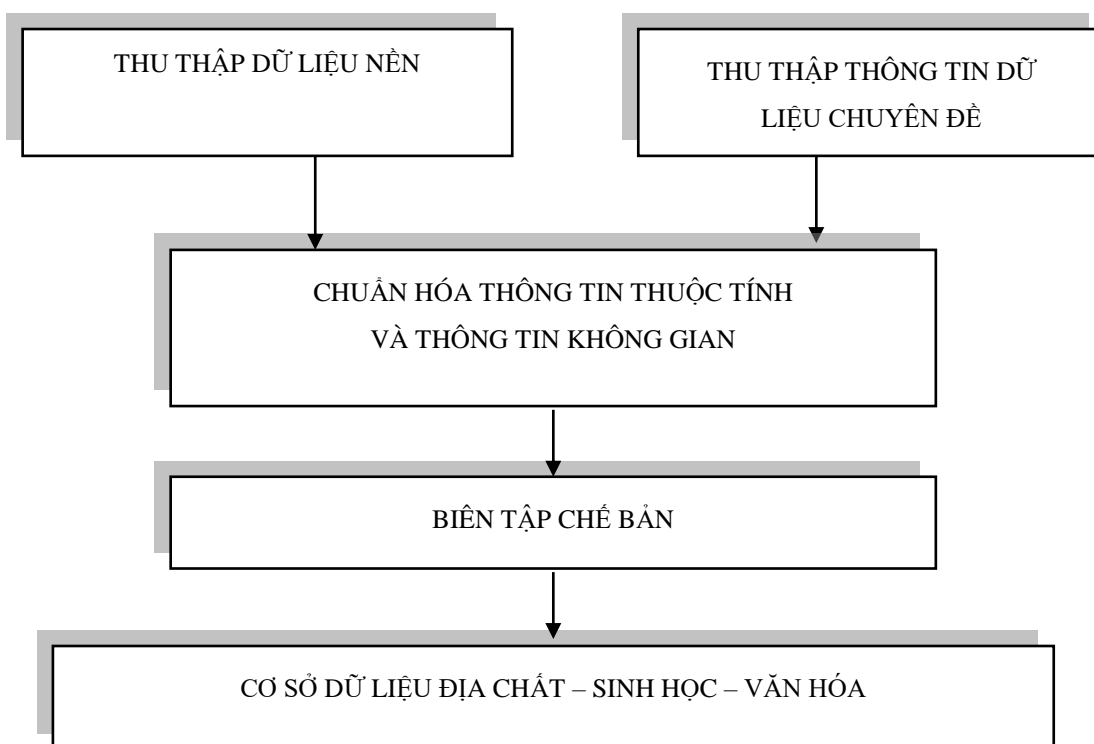 THU THẬP DỮ LIỆU NỀN
THU THẬP THÔNG TIN DỮ
LIỆU CHUYÊN ĐỀ
CHUẨN HÓA THÔNG TIN THUỘC TÍNH
VÀ THÔNG TIN KHÔNG GIAN
BIÊN TẬP CHẾ BẢN
CƠ SỞ DỮ LIỆU ĐỊA CHẤT – SINH HỌC – VĂN HÓA